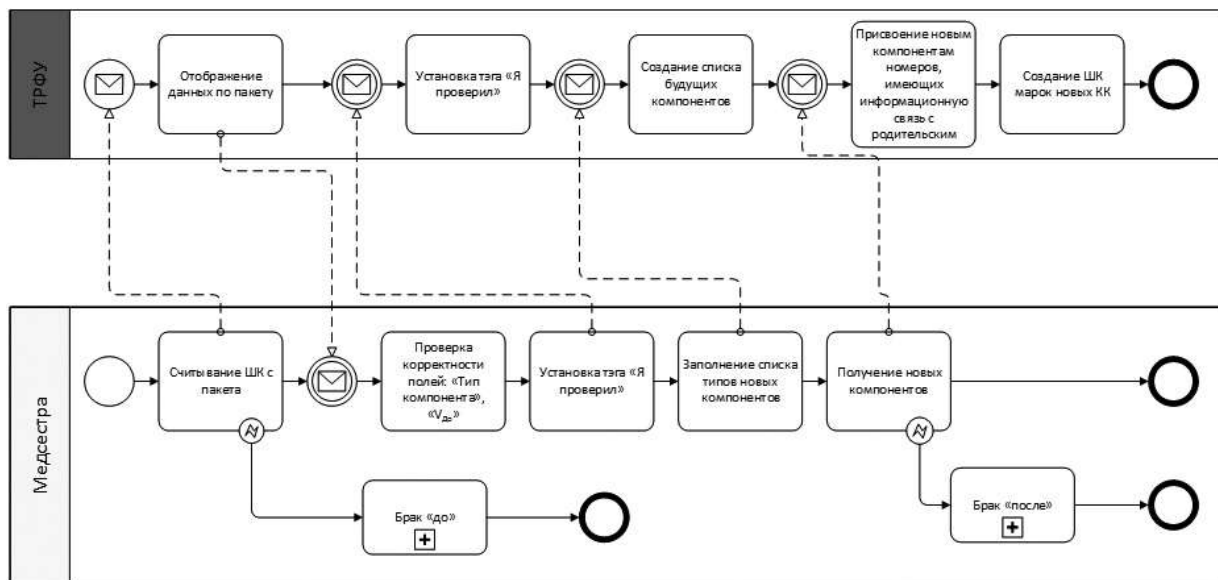 ТРФУ
Отображение
данных по пакету
Установка тэга «Я
проверил»
Создание списка
будущих
компонентов
Присвоение новым
компонентам
номеров,
имеющих
информационную
связь с
родительским
Создание ШК
марок новых КК
Медсестра
Считывание ШК с
пакета
Проверка
корректности
полей: «Тип
компонента»,
«Vдо»
Установка тэга «Я
проверил»
Заполнение списка
типов новых
компонентов
Получение новых
компонентов
Брак «до»
Брак «после»